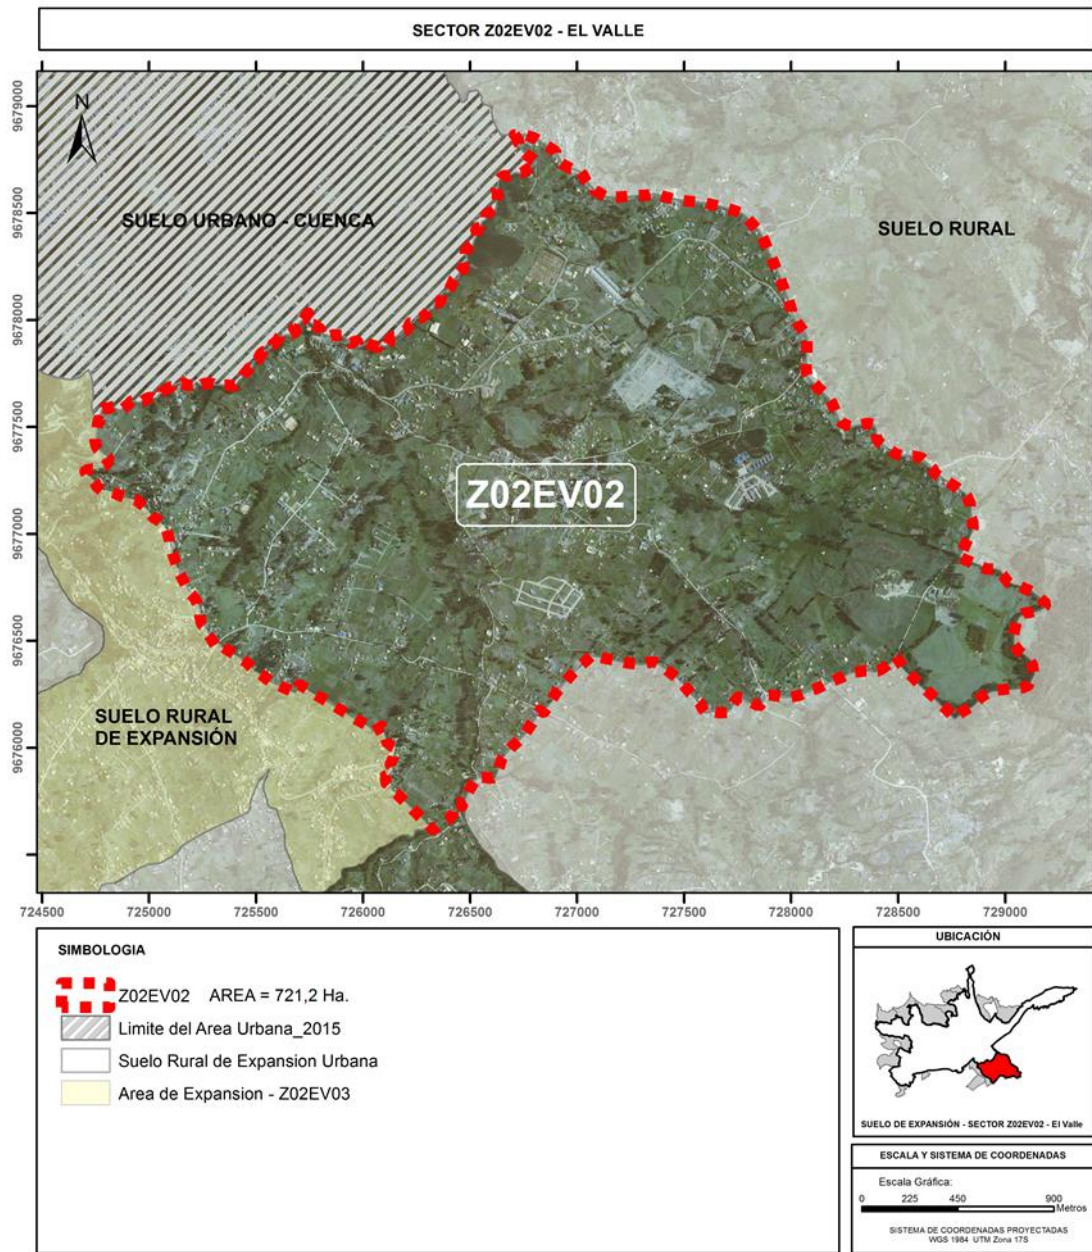 SECTOR Z02EV02 - EL VALLE
N
9679000
9678500
9678000
9677500
9677000
9676500
9676000
SUELO URBANO - CUENCA
SUELO RURAL
Z02EV02
SUELO RURAL
DE EXPANSIÓN
724500 725000 725500 726000 726500 727000 727500 728000 728500 729000
SIMBOLOGIA
Z02EV02 AREA = 721,2 Ha.
Limite del Area Urbana_2015
Suelo Rural de Expansion Urbana
Area de Expansion - Z02EV03
UBICACIÓN
SUELO DE EXPANSIÓN - SECTOR Z02EV02 - El Valle
ESCALA Y SISTEMA DE COORDENADAS
Escala Gráfica:
0 225 450 900
Metros
SISTEMA DE COORDENADAS PROYECTADAS
WGS 1984 UTM Zona 17S